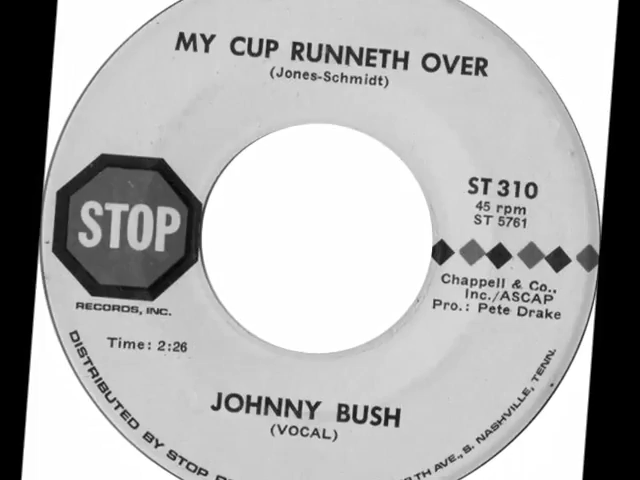 MY CUP RUNNETH OVER
(Jones-Schmidt)
STOP
RECORDS, INC.
Time: 2:26
ST 310
45 rpm
ST 5761
Chappell & Co.,
Inc./ASCAP
Pro.: Pete Drake
JOHNNY BUSH
(VOCAL)
DISTRIBUTED BY STOP
AVE., S. NASHVILLE, TENN.